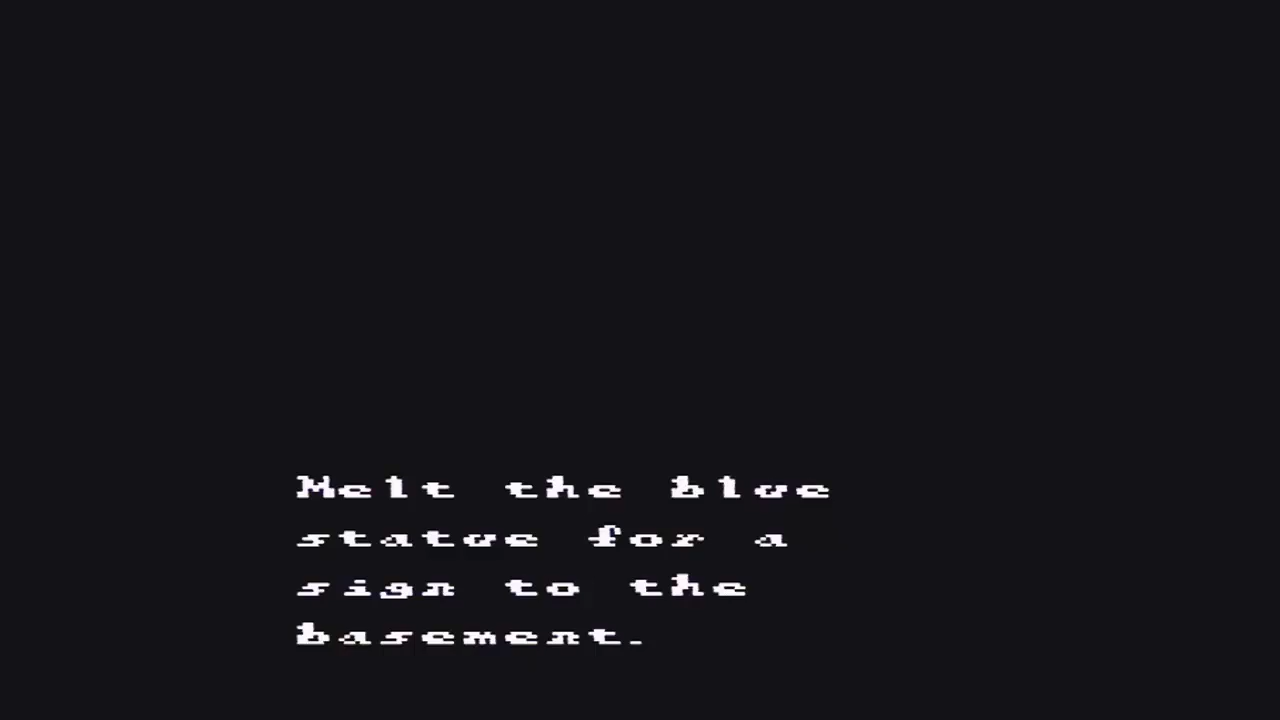 Melt the blue
statue for a
sign to the
basement.